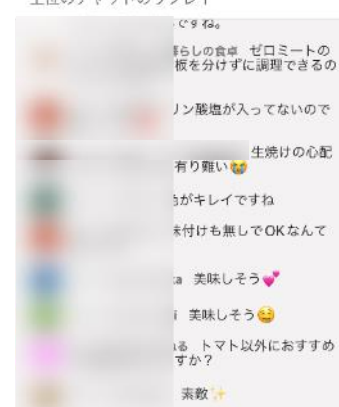 上位のチャットのリプレイ
ですね。
暮らしの食卓 ゼロミートの
板を分けずに調理できるの
リン酸塩が入ってないので
生焼けの心配
有り難い😭
色がキレイですね
味付けも無しでOKなんて
a 美味しそう💕
i 美味しそう🤤
る トマト以外におすすめ
すか？
素敵✨